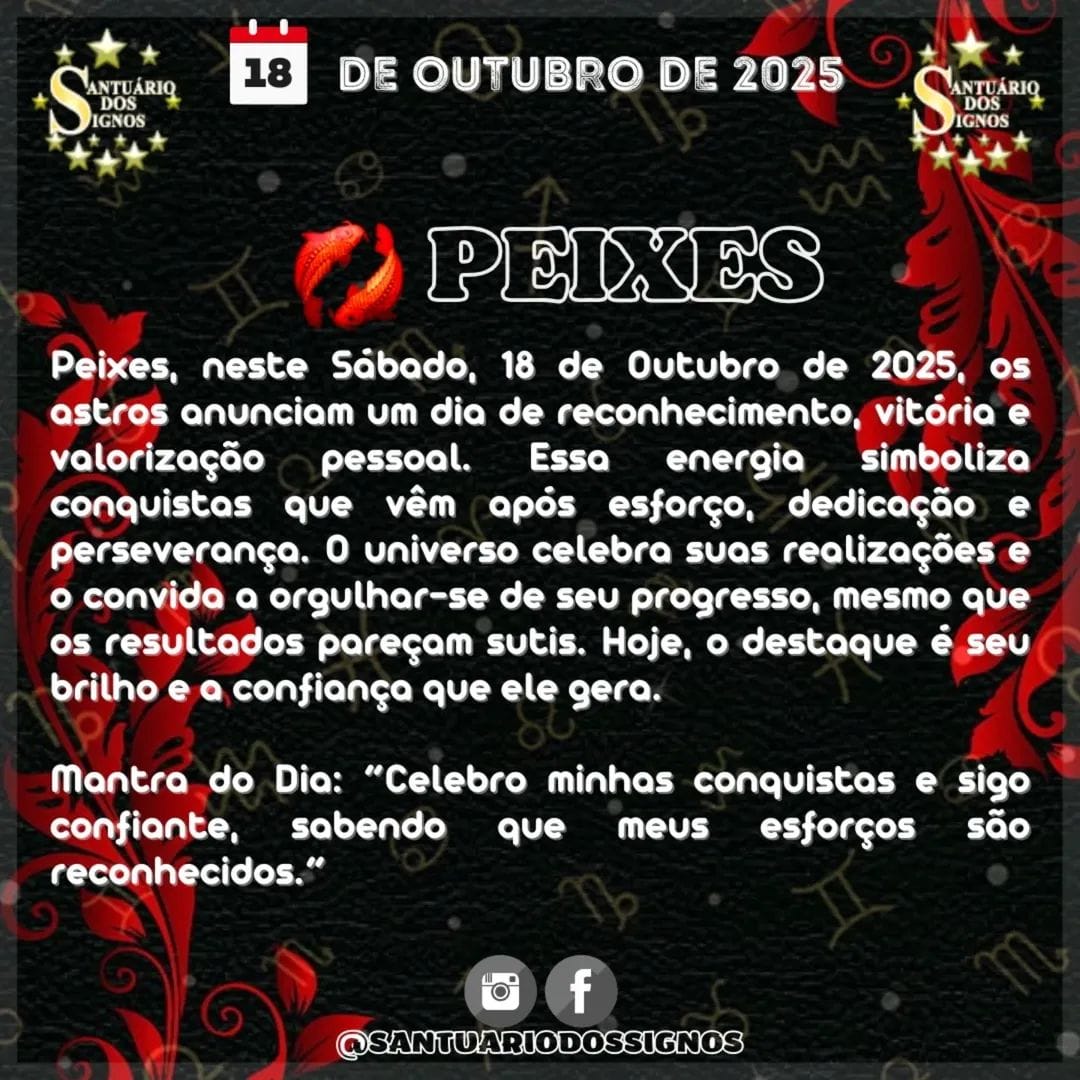 SANTUÁRIO
DOS
SIGNOS
18 DE OUTUBRO DE 2025
SANTUÁRIO
DOS
SIGNOS
PEIXES
Peixes, neste Sábado, 18 de Outubro de 2025, os
astros anunciam um dia de reconhecimento, vitória e
valorização pessoal. Essa energia simboliza
conquistas que vêm após esforço, dedicação e
perseverança. O universo celebra suas realizações e
o convida a orgulhar-se de seu progresso, mesmo que
os resultados pareçam sutis. Hoje, o destaque é seu
brilho e a confiança que ele gera.
Mantra do Dia: “Celebro minhas conquistas e sigo
confiante, sabendo que meus esforços são
reconhecidos.“
@SANTUARIODOSSIGNOS